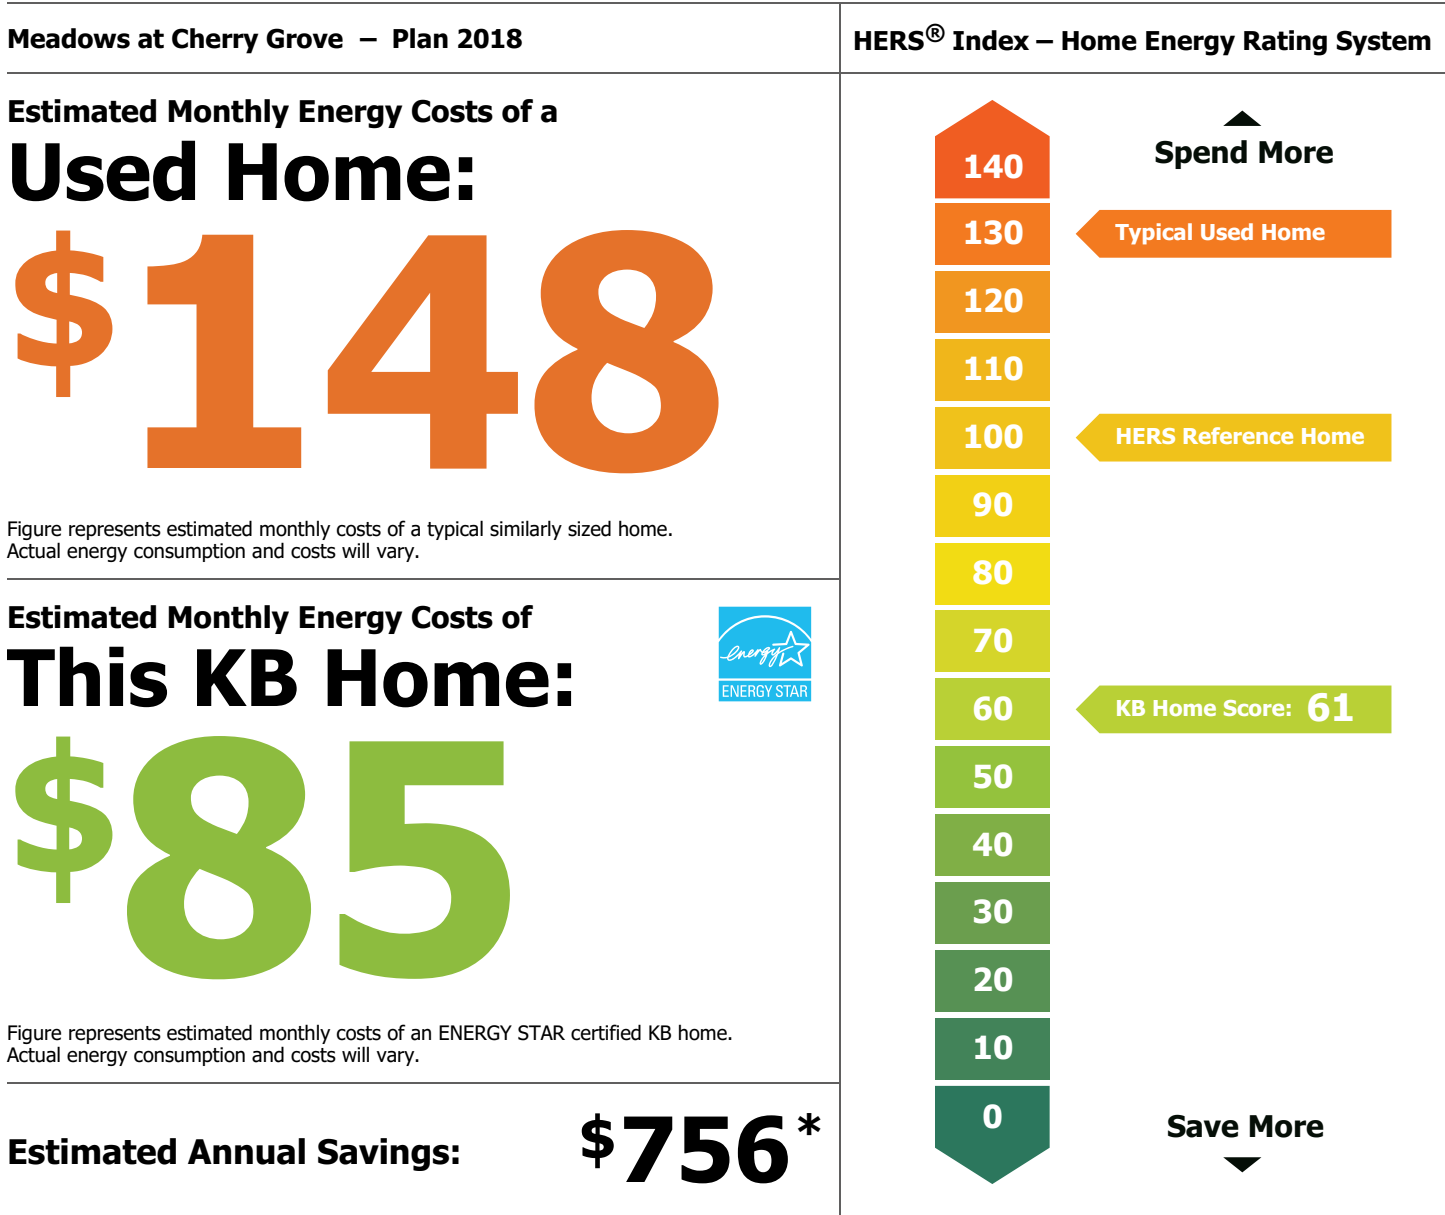 Meadows at Cherry Grove – Plan 2018
Estimated Monthly Energy Costs of a
Used Home:
$148
Figure represents estimated monthly costs of a typical similarly sized home.
Actual energy consumption and costs will vary.
Estimated Monthly Energy Costs of
This KB Home:
energy
ENERGY STAR
$85
Figure represents estimated monthly costs of an ENERGY STAR certified KB home.
Actual energy consumption and costs will vary.
Estimated Annual Savings: $756*
HERS® Index – Home Energy Rating System
Spend More
140
130 Typical Used Home
120
110
100 HERS Reference Home
90
80
70
60 KB Home Score: 61
50
40
30
20
10
0
Save More